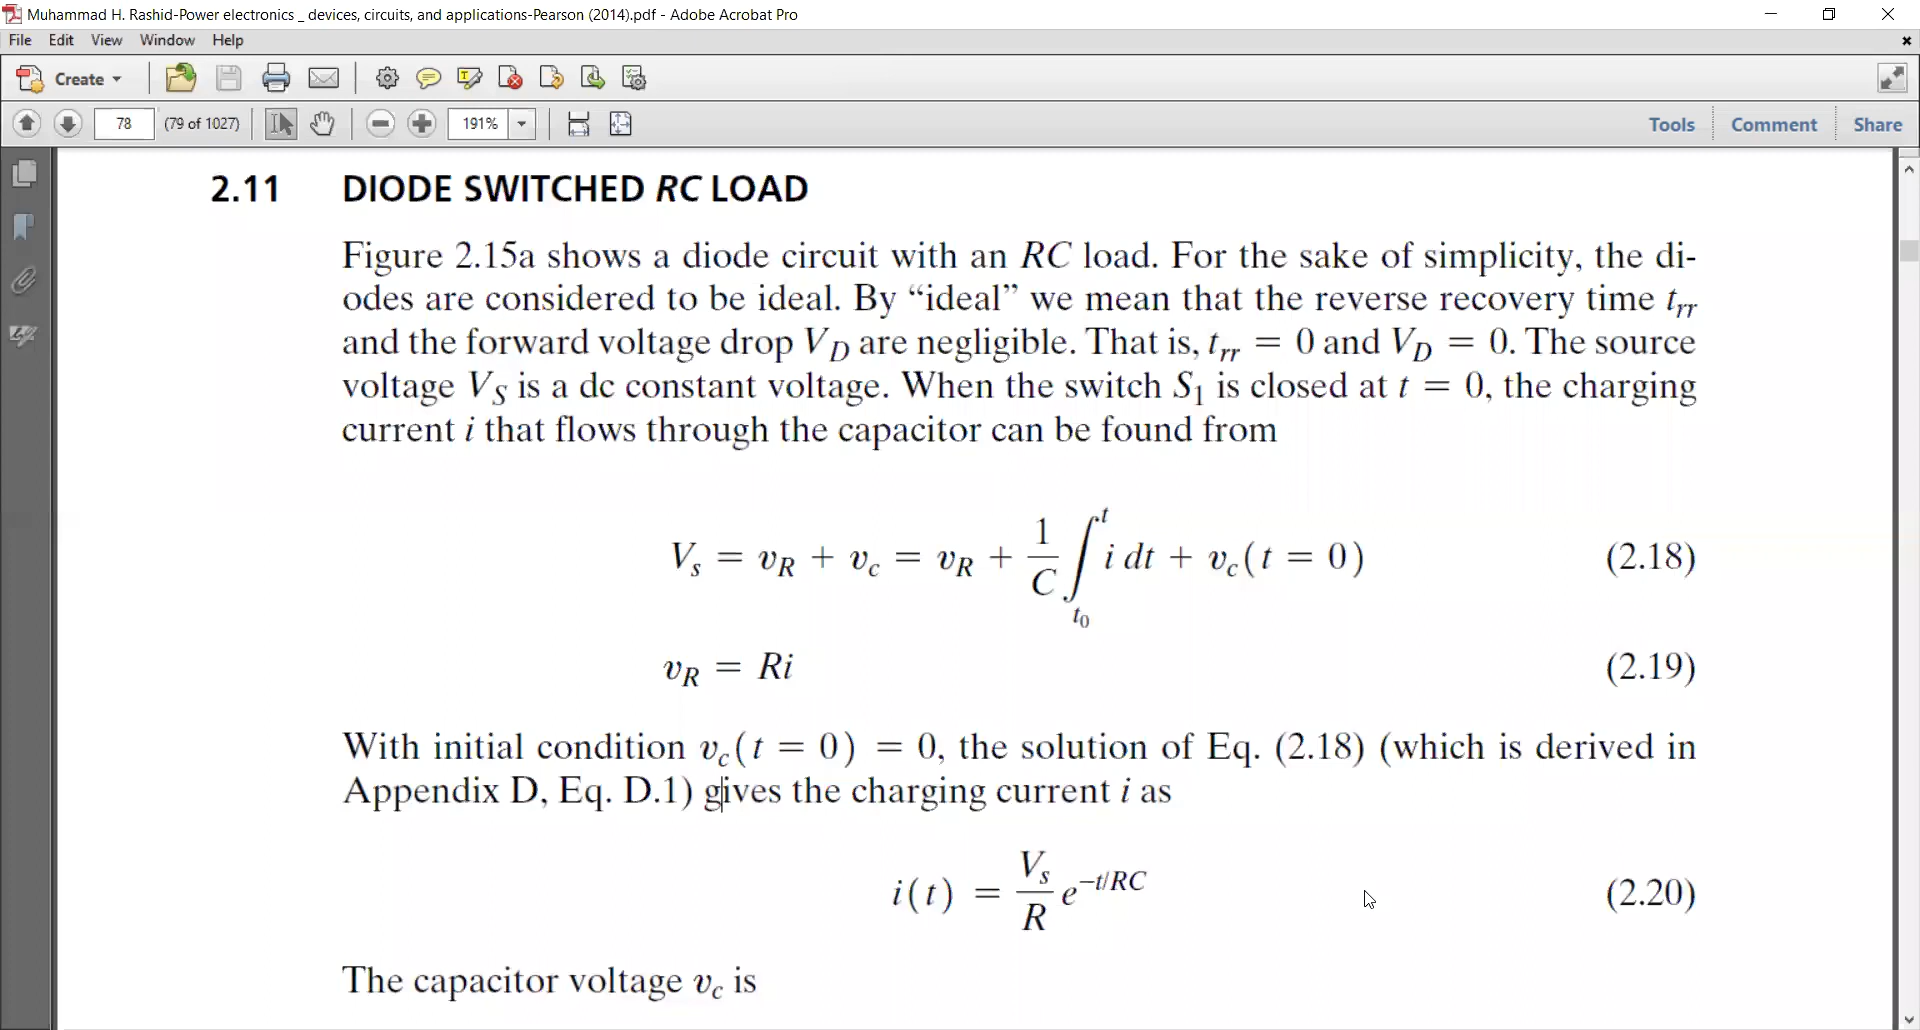 Muhammad H. Rashid-Power electronics _ devices, circuits, and applications-Pearson (2014).pdf - Adobe Acrobat Pro
File Edit View Window Help
Create
78 (79 of 1027) 191% Tools Comment Share
2.11 DIODE SWITCHED RC LOAD
Figure 2.15a shows a diode circuit with an RC load. For the sake of simplicity, the di-
odes are considered to be ideal. By “ideal” we mean that the reverse recovery time t_rr
and the forward voltage drop V_D are negligible. That is, t_rr = 0 and V_D = 0. The source
voltage V_S is a dc constant voltage. When the switch S_1 is closed at t = 0, the charging
current i that flows through the capacitor can be found from
V_s = v_R + v_c = v_R + \frac{1}{C} \int_{t_0}^{t} i dt + v_c(t = 0) (2.18)
v_R = Ri (2.19)
With initial condition v_c(t = 0) = 0, the solution of Eq. (2.18) (which is derived in
Appendix D, Eq. D.1) gives the charging current i as
i(t) = \frac{V_s}{R} e^{-t/RC} (2.20)
The capacitor voltage v_c is